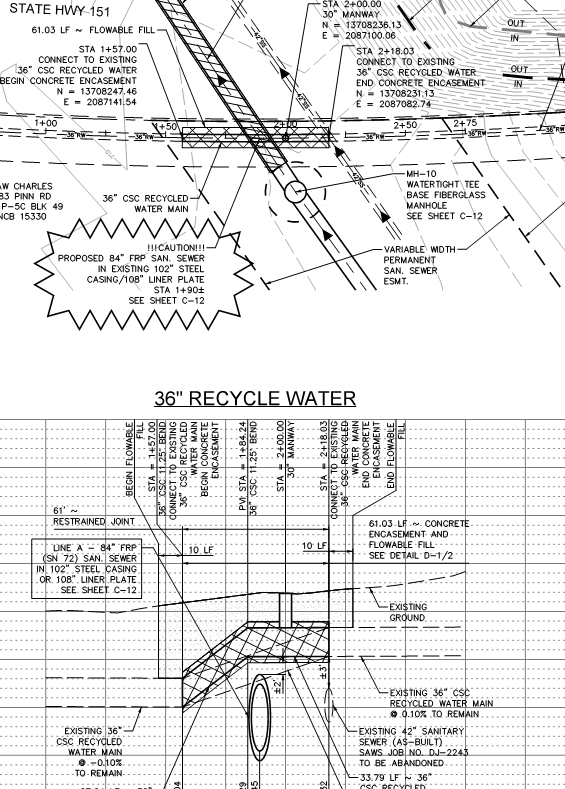 STATE HWY 151
61.03 LF ~ FLOWABLE FILL
STA 1+57.00
CONNECT TO EXISTING
36" CSC RECYCLED WATER
BEGIN CONCRETE ENCASEMENT
N = 13708247.46
E = 2087141.54
STA 2+00.00
30" MANWAY
N = 13708236.13
E = 2087100.06
STA 2+18.03
CONNECT TO EXISTING
36" CSC RECYCLED WATER
END CONCRETE ENCASEMENT
N = 13708231.13
E = 2087082.74
OUT
IN
OUT
IN
1+00
1+50
2+00
2+50
2+75
36"RW
36"RW
36"RW
36"RW
36"RW
AW CHARLES
83 PINN RD
P-5C BLK 49
NCB 15330
36" CSC RECYCLED
WATER MAIN
MH-10
WATERTIGHT TEE
BASE FIBERGLASS
MANHOLE
SEE SHEET C-12
!!!CAUTION!!!
PROPOSED 84" FRP SAN. SEWER
IN EXISTING 102" STEEL
CASING/108" LINER PLATE
STA 1+90±
SEE SHEET C-12
VARIABLE WIDTH
PERMANENT
SAN. SEWER
ESMT.
36" RECYCLE WATER
BEGIN FLOWABLE
FILL
STA = 1+57.00
36" CSC 11.25° BEND
CONNECT TO EXISTING
36" CSC RECYCLED
WATER MAIN
BEGIN CONCRETE
ENCASEMENT
PVI STA = 1+84.24
36" CSC 11.25° BEND
STA = 2+00.00
30" MANWAY
STA = 2+18.03
CONNECT TO EXISTING
36" CSC RECYCLED
WATER MAIN
END CONCRETE
ENCASEMENT
END FLOWABLE
FILL
61' ~
RESTRAINED JOINT
10 LF
10 LF
61.03 LF ~ CONCRETE
ENCASEMENT AND
FLOWABLE FILL
SEE DETAIL D-1/2
LINE A - 84" FRP
(SN 72) SAN. SEWER
IN 102" STEEL CASING
OR 108" LINER PLATE
SEE SHEET C-12
EXISTING
GROUND
±2'
EXISTING 36" CSC
RECYCLED WATER MAIN
@ 0.10% TO REMAIN
EXISTING 36"
CSC RECYCLED
WATER MAIN
@ -0.10%
TO REMAIN
EXISTING 42" SANITARY
SEWER (AS-BUILT)
SAWS JOB NO. DJ-2243
TO BE ABANDONED
33.79 LF ~ 36"